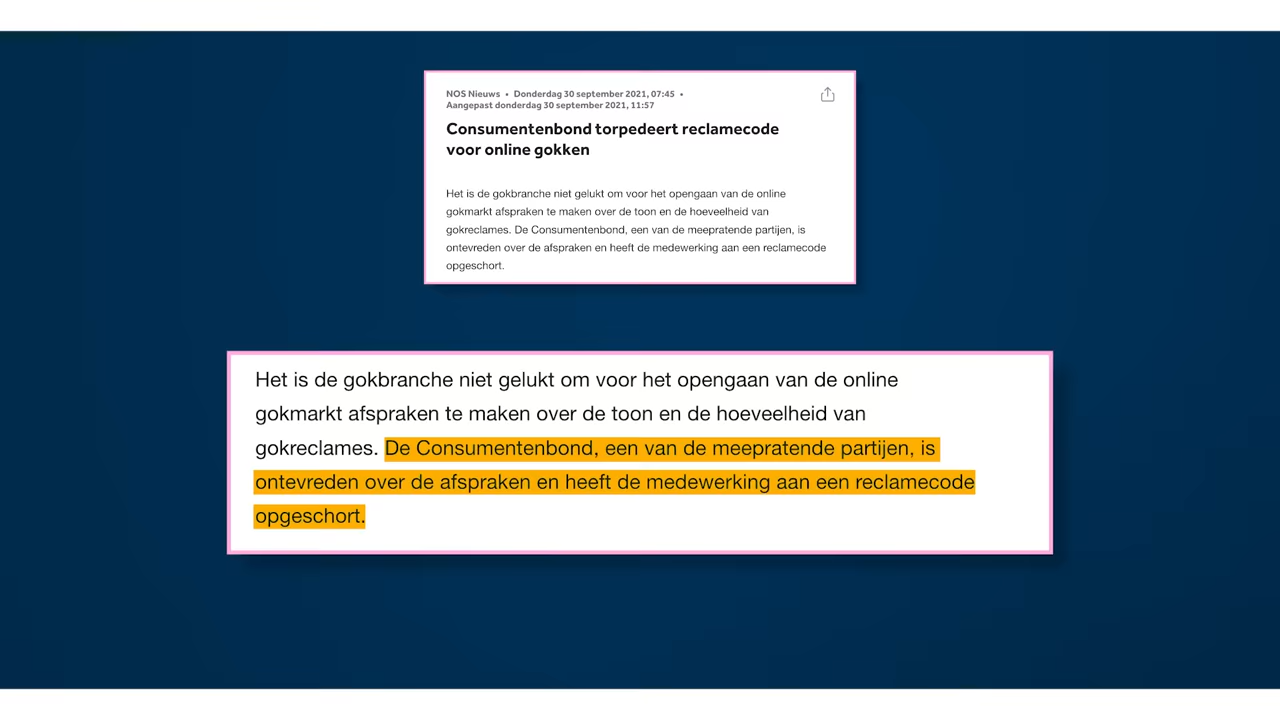 NOS Nieuws • Donderdag 30 september 2021, 07:45 •
Aangepast donderdag 30 september 2021, 11:57
Consumentenbond torpedeert reclamecode
voor online gokken
Het is de gokbranche niet gelukt om voor het opengaan van de online
gokmarkt afspraken te maken over de toon en de hoeveelheid van
gokreclames. De Consumentenbond, een van de meepratende partijen, is
ontevreden over de afspraken en heeft de medewerking aan een reclamecode
opgeschort.
Het is de gokbranche niet gelukt om voor het opengaan van de online
gokmarkt afspraken te maken over de toon en de hoeveelheid van
gokreclames. De Consumentenbond, een van de meepratende partijen, is
ontevreden over de afspraken en heeft de medewerking aan een reclamecode
opgeschort.